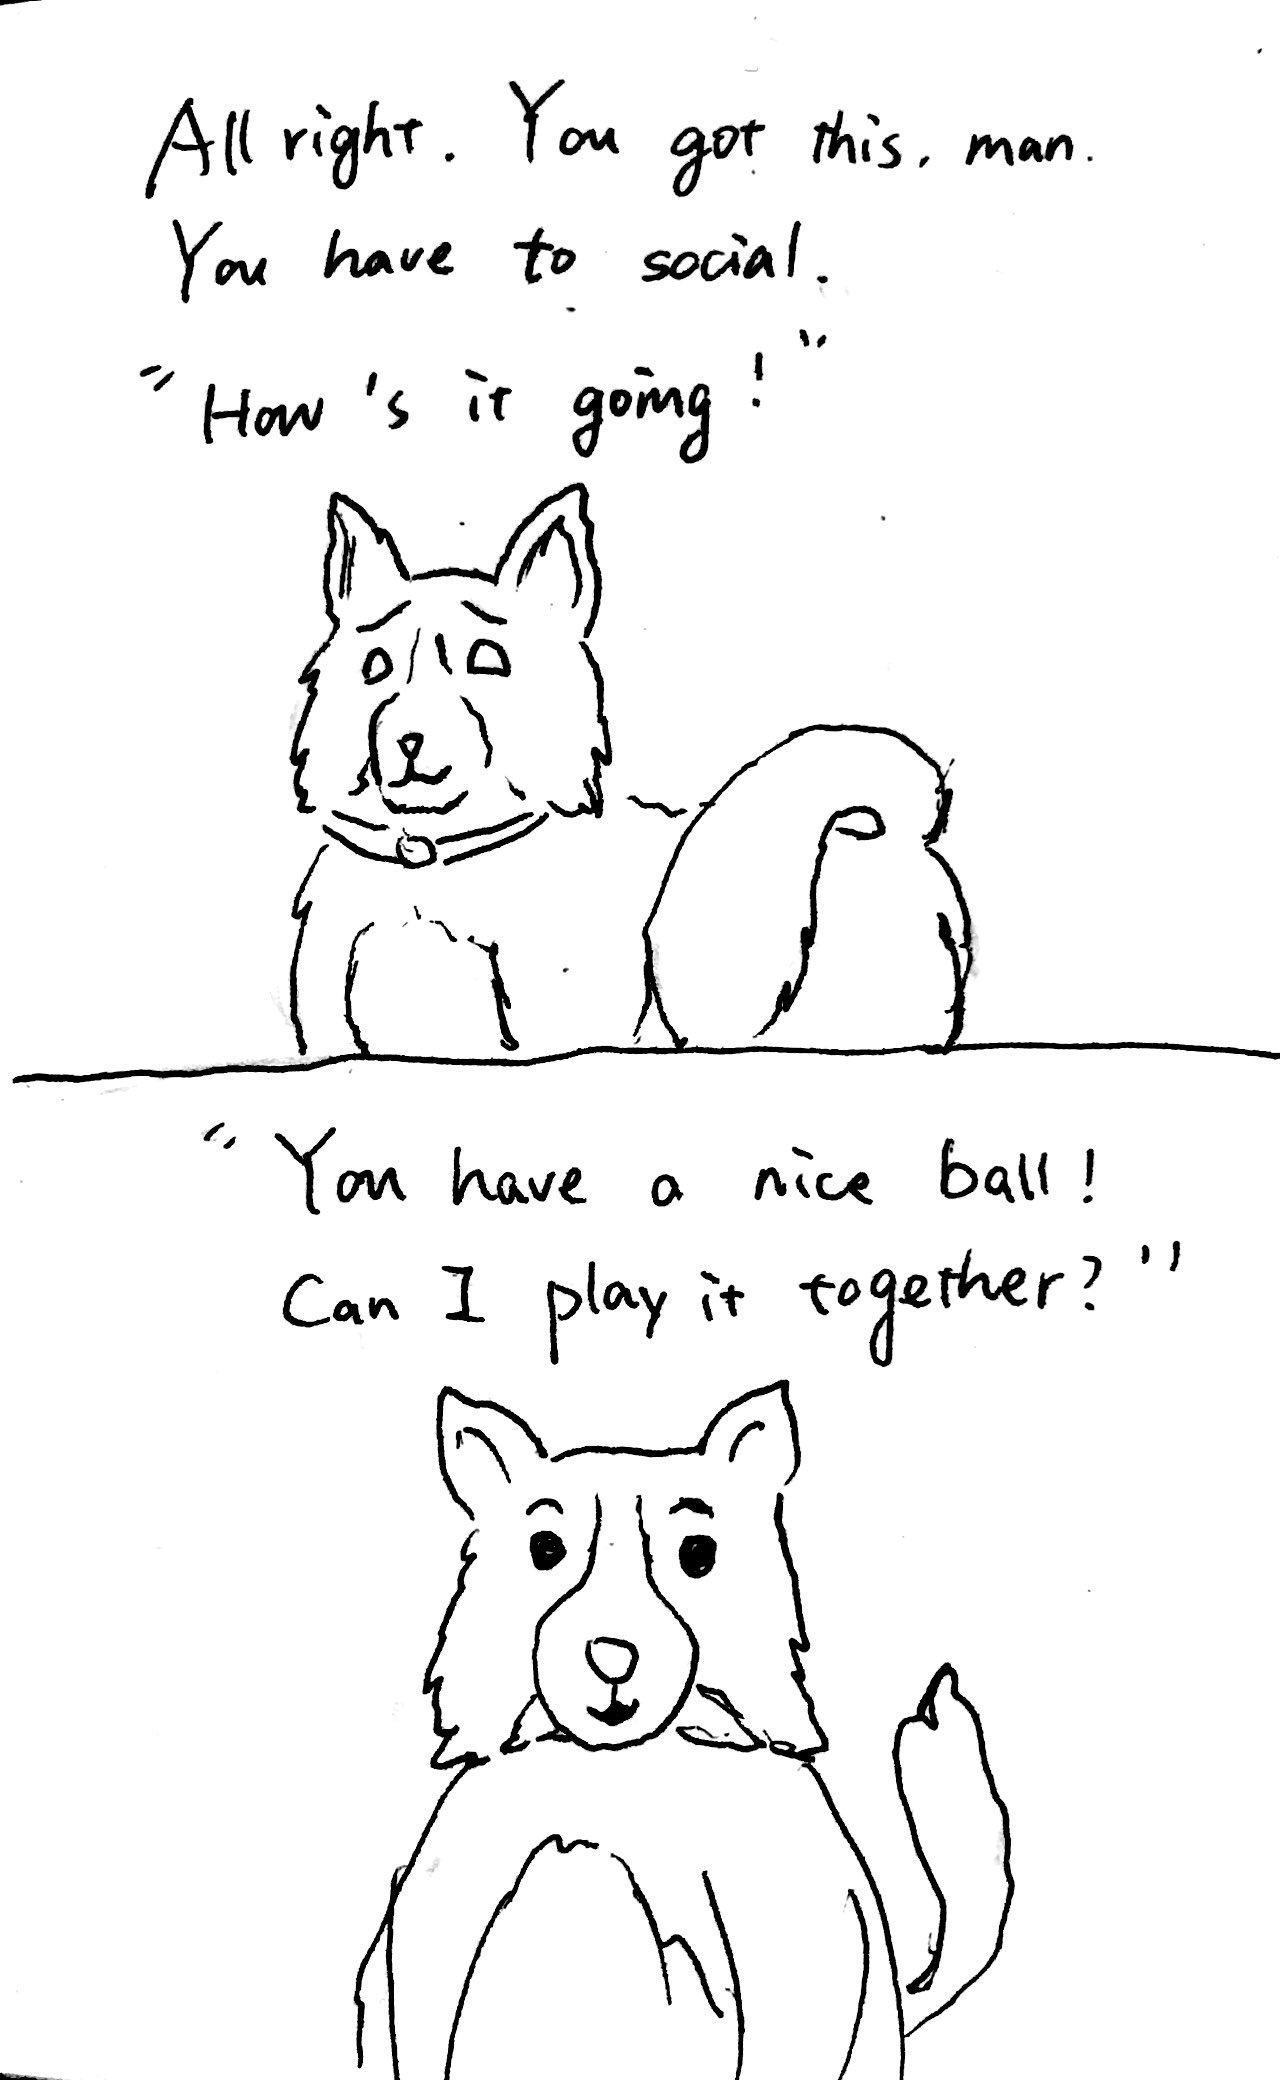 All right. You got this, man.
You have to social.
"How's it going!"
"You have a nice ball!
Can I play it together?"